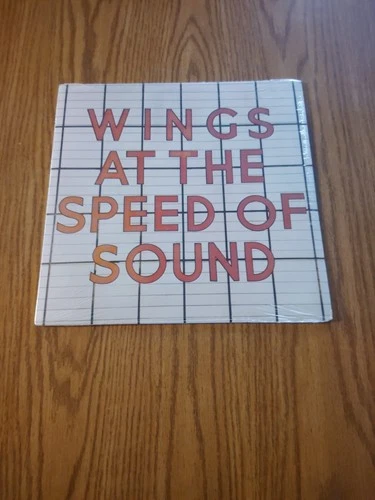 WINGS
AT THE
SPEED OF
SOUND